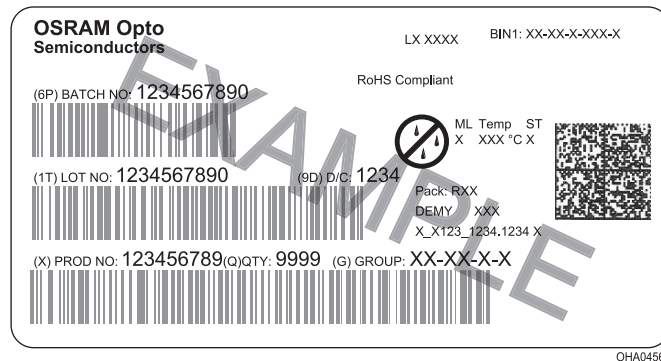 OSRAM Opto
Semiconductors
LX XXXX
BIN1: XX-XX-X-XXX-X
RoHS Compliant
(6P) BATCH NO: 1234567890
ML Temp ST
X XXX °C X
(1T) LOT NO: 1234567890 (9D) D/C: 1234
Pack: RXX
DEMY XXX
X_X123_1234.1234 X
(X) PROD NO: 123456789(Q)QTY: 9999 (G) GROUP: XX-XX-X-X
EXAMPLE
OHA0456